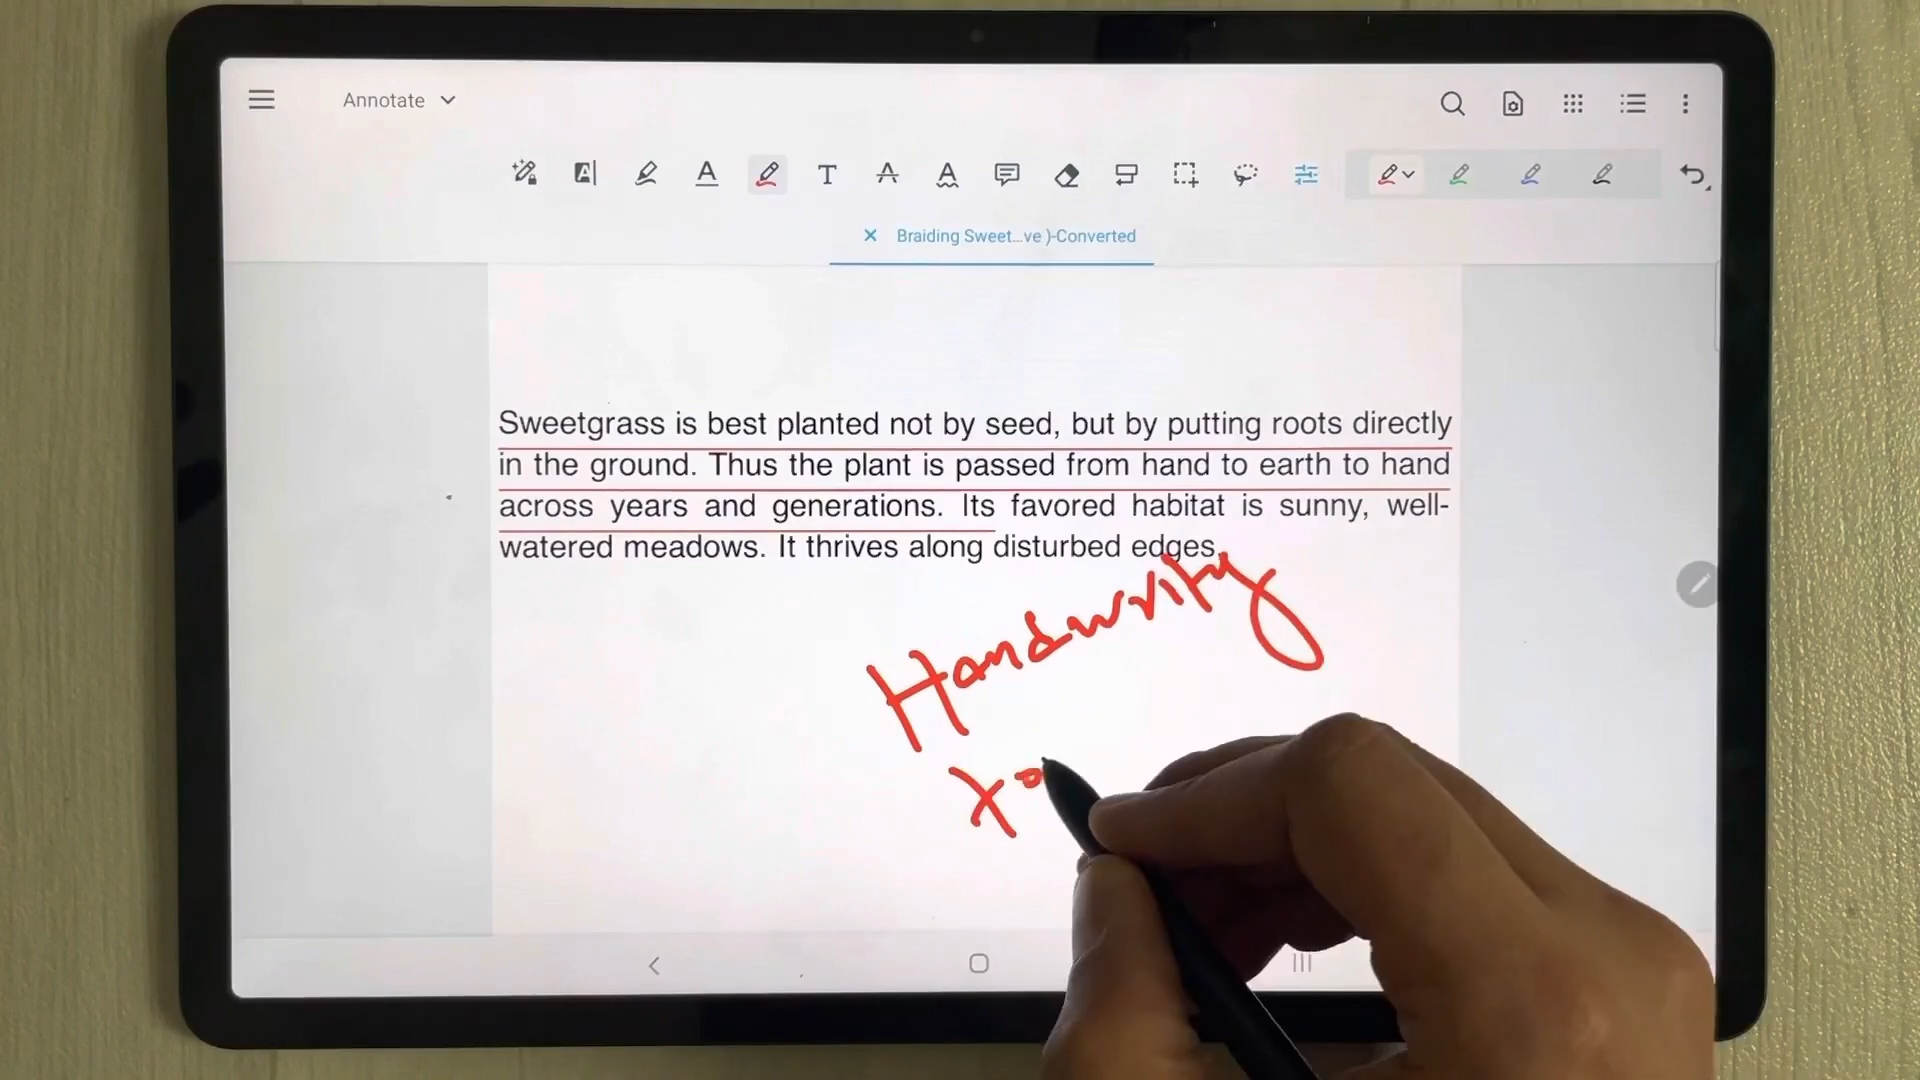 Annotate
Braiding Sweet...ve )-Converted
Sweetgrass is best planted not by seed, but by putting roots directly
in the ground. Thus the plant is passed from hand to earth to hand
across years and generations. Its favored habitat is sunny, well-
watered meadows. It thrives along disturbed edges.